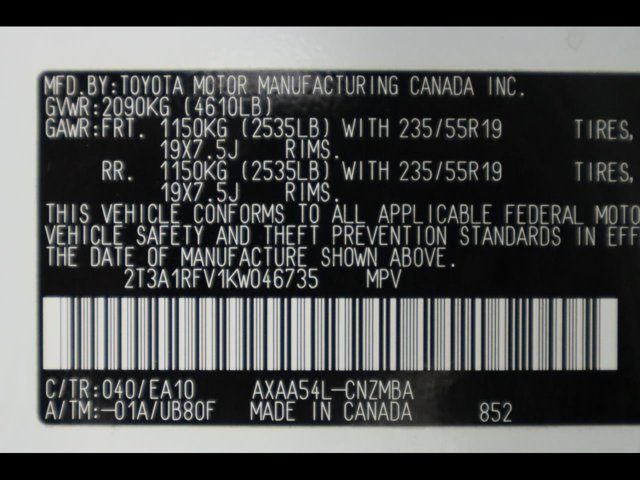 MFD.BY:TOYOTA MOTOR MANUFACTURING CANADA INC.
GVWR:2090KG (4610LB)
GAWR:FRT. 1150KG (2535LB) WITH 235/55R19 TIRES,
19X7.5J RIMS.
RR. 1150KG (2535LB) WITH 235/55R19 TIRES,
19X7.5J RIMS.
THIS VEHICLE CONFORMS TO ALL APPLICABLE FEDERAL MOTO
VEHICLE SAFETY AND THEFT PREVENTION STANDARDS IN EFF
THE DATE OF MANUFACTURE SHOWN ABOVE.
2T3A1RFV1KW046735 MPV
C/TR:040/EA10 AXAA54L-CNZMBA
A/TM:-01A/UB80F MADE IN CANADA 852